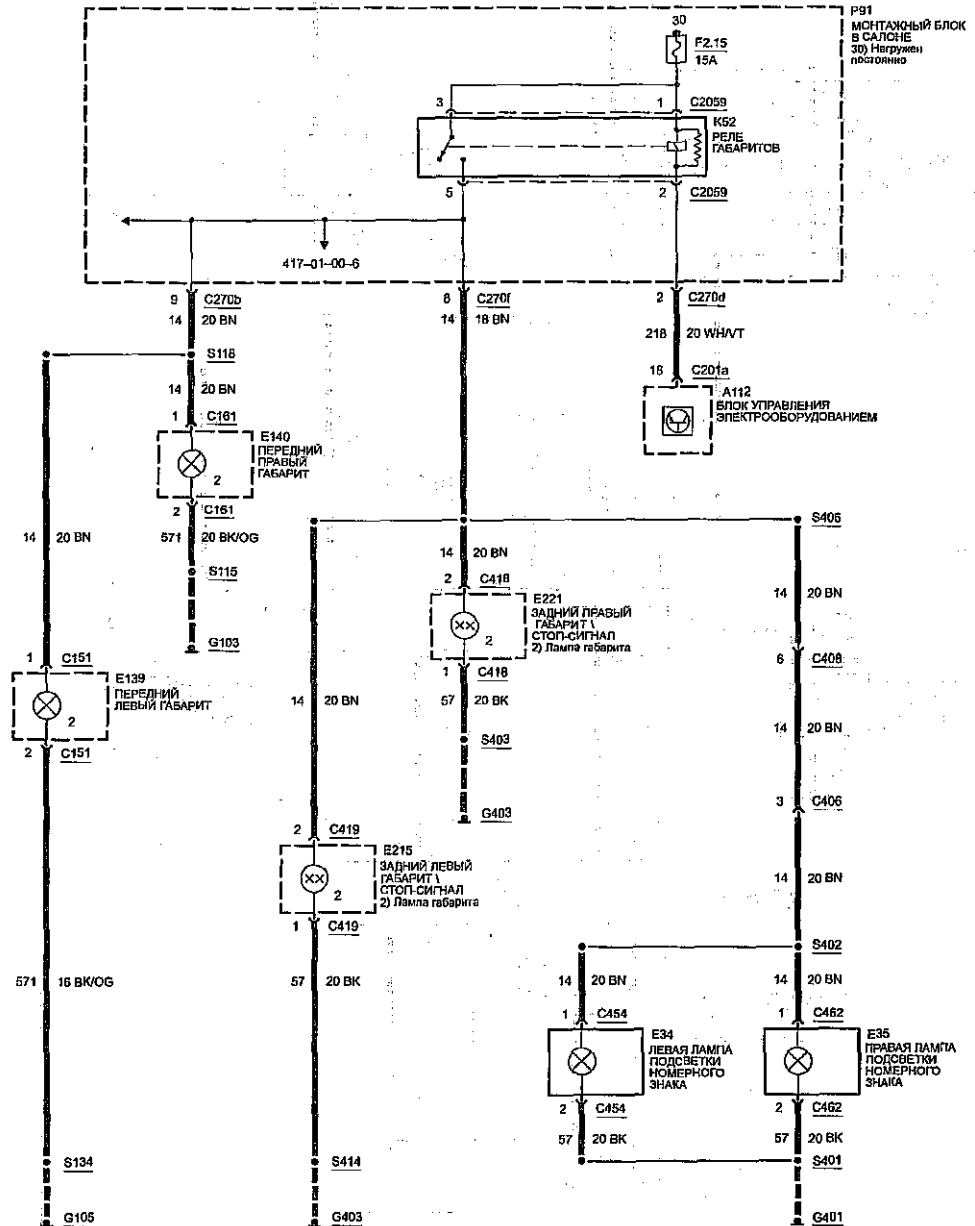 P91
МОНТАЖНЫЙ БЛОК
В САЛОНЕ
30) Нагружен
постоянно
30
F2.15
15A
3
1 C2059
K52
РЕЛЕ
ГАБАРИТОВ
5
2 C2059
417-01-00-6
9 C270b
14 20 BN
8 C270f
14 18 BN
2 C270d
218 20 WH/VT
18 C201a
A112
БЛОК УПРАВЛЕНИЯ
ЭЛЕКТРООБОРУДОВАНИЕМ
S118
14 20 BN
1 C161
E140
ПЕРЕДНИЙ
ПРАВЫЙ
ГАБАРИТ
2
2 C161
571 20 BK/OG
S115
G103
14 20 BN
1 C151
E139
ПЕРЕДНИЙ
ЛЕВЫЙ ГАБАРИТ
2
2 C151
571 16 BK/OG
S134
G105
S405
14 20 BN
2 C418
E221
ЗАДНИЙ ПРАВЫЙ
ГАБАРИТ \
СТОП-СИГНАЛ
2) Лампа габарита
2
1 C418
57 20 BK
S403
G403
14 20 BN
2 C419
E215
ЗАДНИЙ ЛЕВЫЙ
ГАБАРИТ \
СТОП-СИГНАЛ
2) Лампа габарита
2
1 C419
57 20 BK
S414
G403
14 20 BN
6 C408
14 20 BN
3 C406
14 20 BN
S402
14 20 BN
14 20 BN
1 C454
E34
ЛЕВАЯ ЛАМПА
ПОДСВЕТКИ
НОМЕРНОГО
ЗНАКА
2 C454
57 20 BK
1 C462
E35
ПРАВАЯ ЛАМПА
ПОДСВЕТКИ
НОМЕРНОГО
ЗНАКА
2 C462
57 20 BK
S401
G401